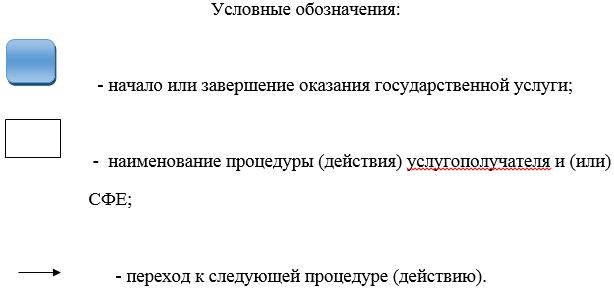 Условные обозначения:
- начало или завершение оказания государственной услуги;
- наименование процедуры (действия) услугополучателя и (или)
СФЕ;
- переход к следующей процедуре (действию).